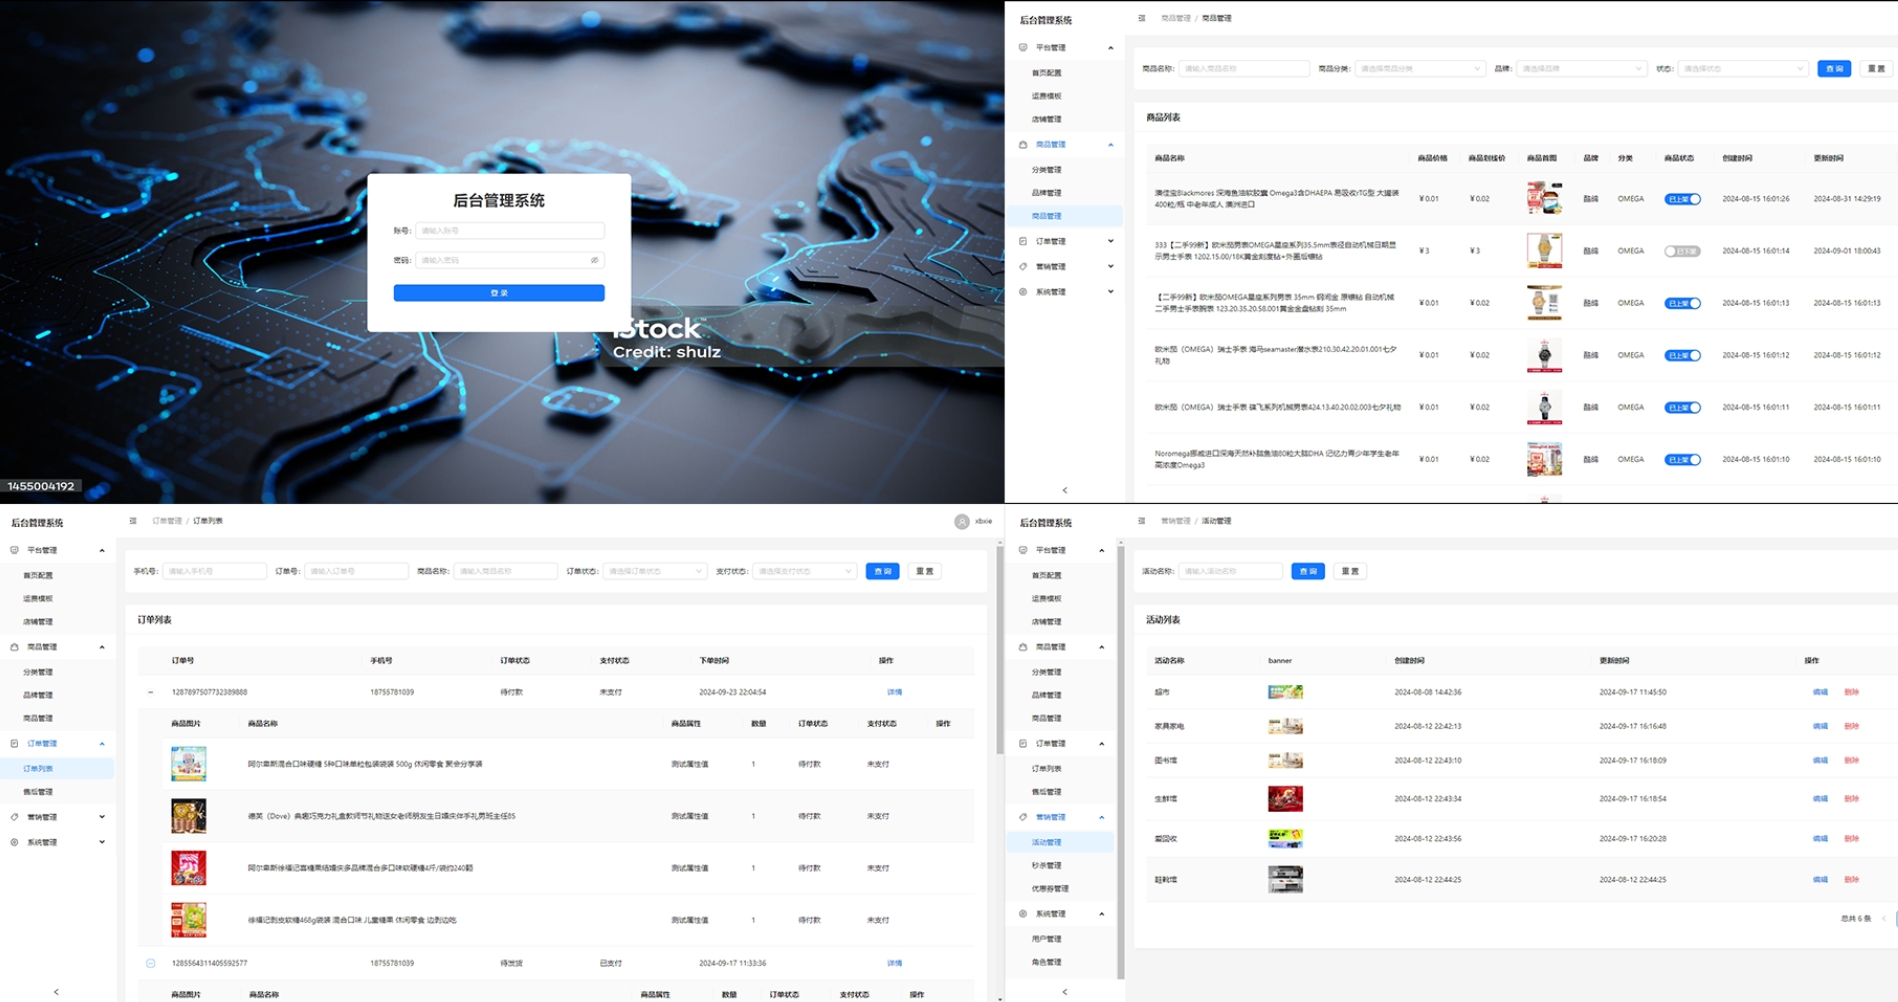 后台管理系统
账号: 请输入账号
密码: 请输入密码
登 录
iStock™
Credit: shulz
1455004192
后台管理系统
平台管理
首页配置
运费模板
店铺管理
商品管理
分类管理
品牌管理
商品管理
订单管理
营销管理
系统管理
商品管理 / 商品管理
商品名称: 请输入商品名称 商品分类: 请选择商品分类 品牌: 请选择品牌 状态: 请选择状态 查 询 重 置
商品列表
商品名称 商品价格 商品划线价 商品首图 品牌 分类 商品状态 创建时间 更新时间
澳佳宝Blackmores 深海鱼油软胶囊 Omega3含DHAEPA 易吸收rTG型 大罐装
400粒/瓶 中老年成人 澳洲进口
¥0.01 ¥0.02 OMEGA 已上架 2024-08-15 16:01:26 2024-08-31 14:29:19
333【二手99新】欧米茄男表OMEGA星座系列35.5mm表径自动机械日期显
示男士手表 1202.15.00/18K黄金刻度钻+外圈后镶钻
¥3 ¥3 OMEGA 已下架 2024-08-15 16:01:14 2024-09-01 18:00:43
【二手99新】欧米茄OMEGA星座系列男表 35mm 钢间金 原镶钻 自动机械
二手男士手表腕表 123.20.35.20.58.001黄金金盘钻刻 35mm
¥0.01 ¥0.02 OMEGA 已上架 2024-08-15 16:01:13 2024-08-15 16:01:13
欧米茄（OMEGA）瑞士手表 海马seamaster潜水表210.30.42.20.01.001七夕
礼物
¥0.01 ¥0.02 OMEGA 已上架 2024-08-15 16:01:12 2024-08-15 16:01:12
欧米茄（OMEGA）瑞士手表 碟飞系列机械男表424.13.40.20.02.003七夕礼物
¥0.01 ¥0.02 OMEGA 已上架 2024-08-15 16:01:11 2024-08-15 16:01:11
Noromega挪威进口深海天然补脑鱼油60粒大脑DHA 记忆力青少年学生老年
高浓度Omega3
¥0.01 ¥0.02 OMEGA 已上架 2024-08-15 16:01:10 2024-08-15 16:01:10
后台管理系统
平台管理
首页配置
运费模板
店铺管理
商品管理
分类管理
品牌管理
商品管理
订单管理
订单列表
售后管理
营销管理
系统管理
订单管理 / 订单列表
xbxie
手机号: 请输入手机号 订单号: 请输入订单号 商品名称: 请输入商品名称 订单状态: 请选择订单状态 支付状态: 请选择支付状态 查 询 重 置
订单列表
订单号 手机号 订单状态 支付状态 下单时间 操作
1287897507732389888 18755781039 待付款 未支付 2024-09-23 22:04:54 详情
商品图片 商品名称 商品属性 数量 订单状态 支付状态 操作
阿尔卑斯混合口味硬糖 5种口味单粒包装袋装 500g 休闲零食 聚会分享装 测试属性值 1 待付款 未支付
德芙（Dove）典雅巧克力礼盒教师节礼物送女老师朋友生日婚庆伴手礼男班主任85 测试属性值 1 待付款 未支付
阿尔卑斯徐福记喜糖果结婚庆多品牌混合多口味软硬糖4斤/袋约240颗 测试属性值 1 待付款 未支付
徐福记剥皮软糖468g袋装 混合口味 儿童糖果 休闲零食 边剥边吃 测试属性值 1 待付款 未支付
1285564311405592577 18755781039 待发货 已支付 2024-09-17 11:33:36 详情
商品图片 商品名称 商品属性 数量 订单状态 支付状态 操作
后台管理系统
平台管理
首页配置
运费模板
店铺管理
商品管理
分类管理
品牌管理
商品管理
订单管理
订单列表
售后管理
营销管理
活动管理
秒杀管理
优惠券管理
系统管理
用户管理
角色管理
营销管理 / 活动管理
活动名称: 请输入活动名称 查 询 重 置
活动列表
活动名称 banner 创建时间 更新时间 操作
超市 2024-08-08 14:42:36 2024-09-17 11:45:50 编辑 删除
家具家电 2024-08-12 22:42:13 2024-09-17 16:16:48 编辑 删除
图书馆 2024-08-12 22:43:10 2024-09-17 16:18:09 编辑 删除
生鲜馆 2024-08-12 22:43:34 2024-09-17 16:18:54 编辑 删除
爱回收 2024-08-12 22:43:56 2024-09-17 16:20:28 编辑 删除
鞋靴馆 2024-08-12 22:44:25 2024-08-12 22:44:25 编辑 删除
总共 6 条